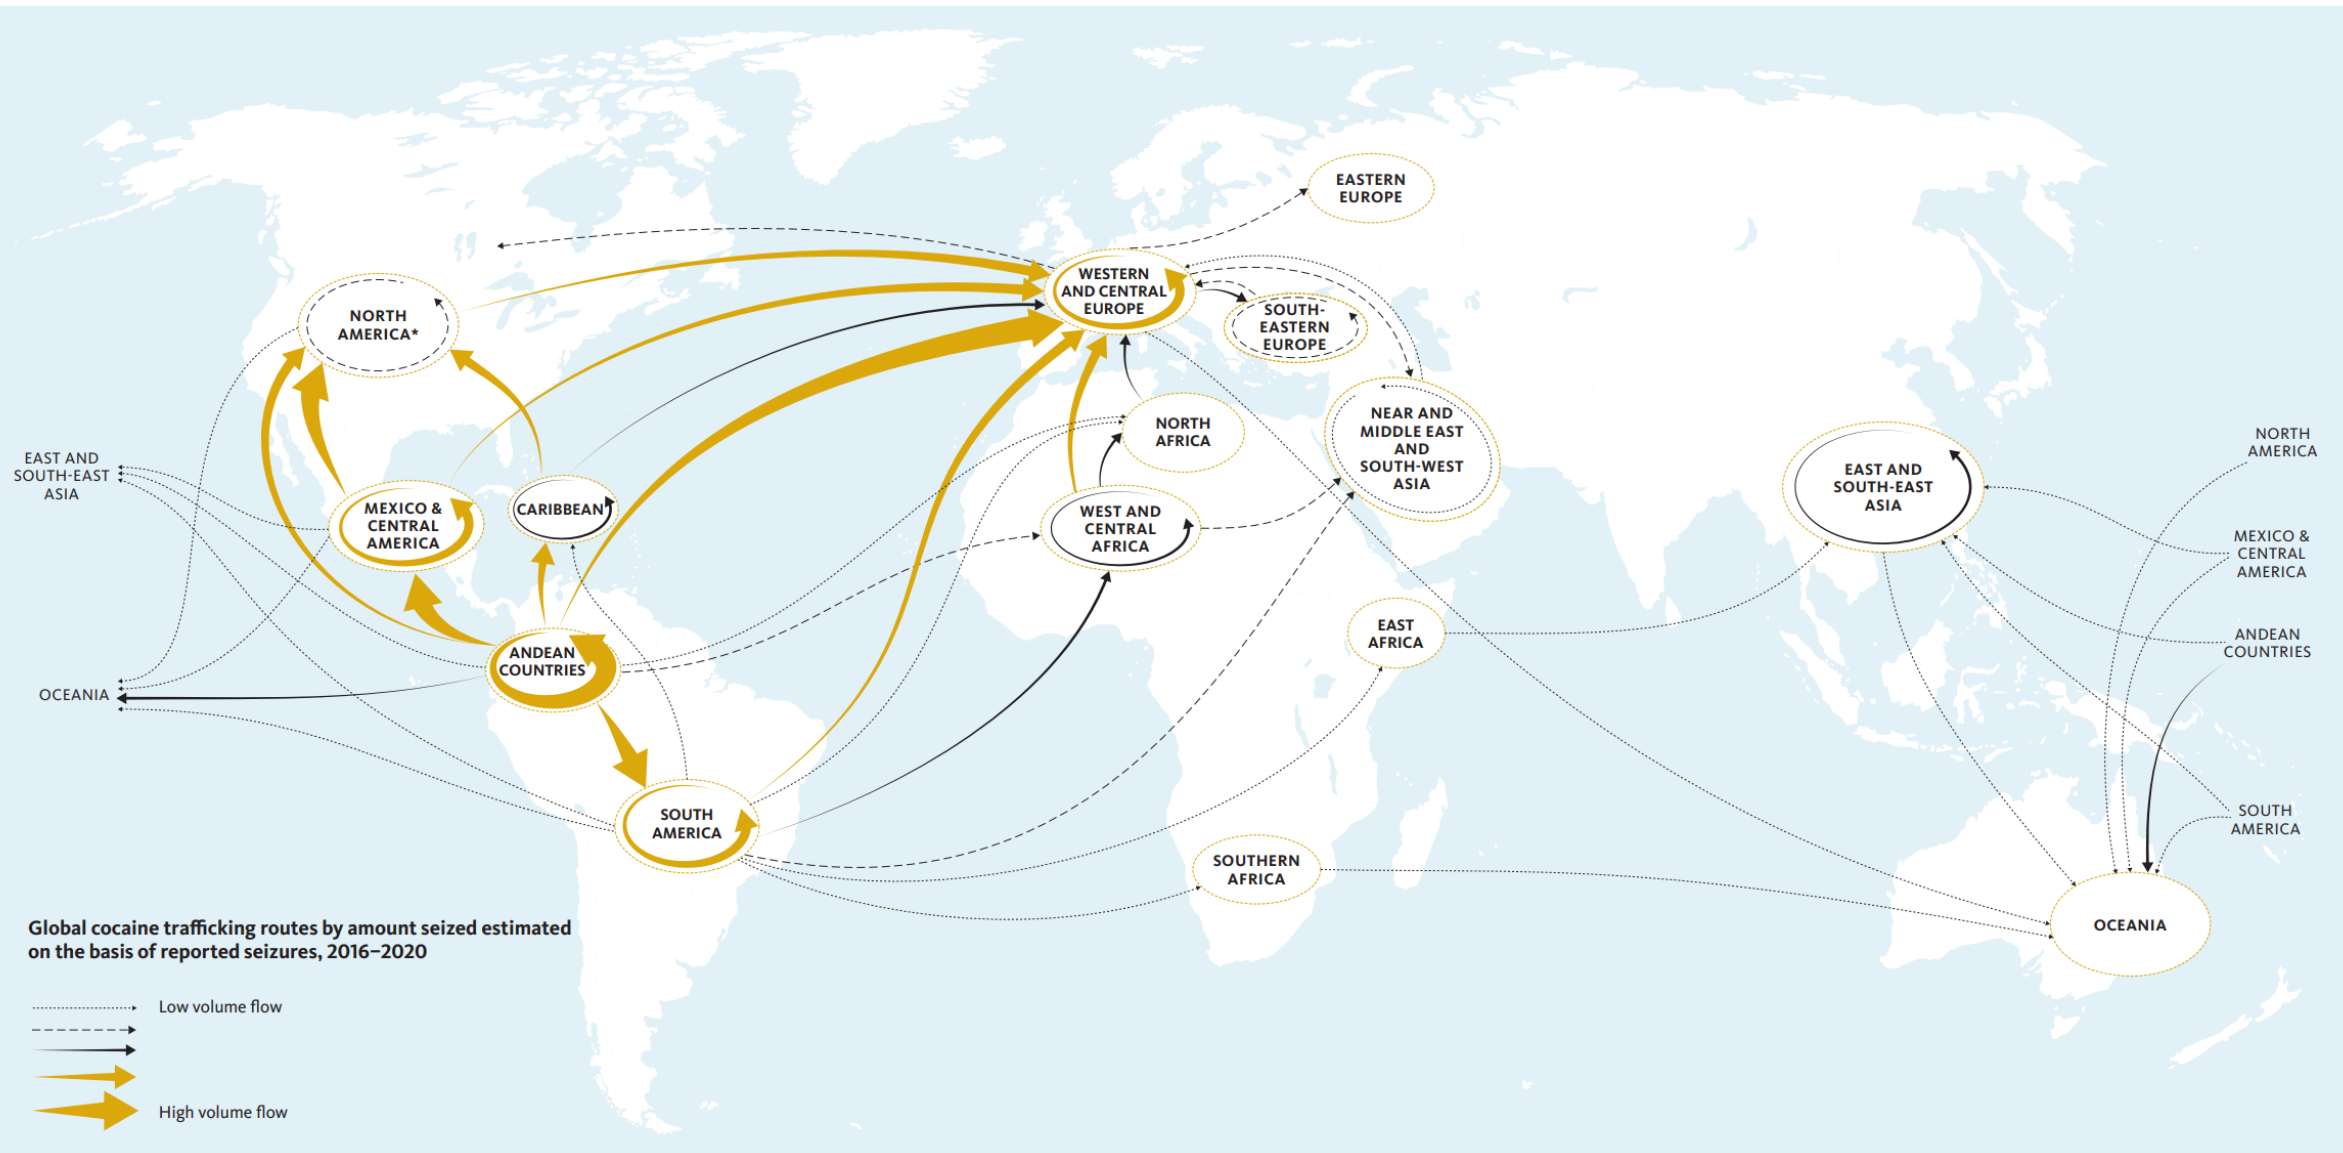 EASTERN
EUROPE
WESTERN
AND CENTRAL
EUROPE
SOUTH-
EASTERN
EUROPE
NORTH
AMERICA*
NORTH
AFRICA
NEAR AND
MIDDLE EAST
AND
SOUTH-WEST
ASIA
NORTH
AMERICA
EAST AND
SOUTH-EAST
ASIA
EAST AND
SOUTH-EAST
ASIA
MEXICO &
CENTRAL
AMERICA
CARIBBEAN
WEST AND
CENTRAL
AFRICA
MEXICO &
CENTRAL
AMERICA
EAST
AFRICA
ANDEAN
COUNTRIES
ANDEAN
COUNTRIES
OCEANIA
SOUTH
AMERICA
SOUTH
AMERICA
SOUTHERN
AFRICA
OCEANIA
Global cocaine trafficking routes by amount seized estimated
on the basis of reported seizures, 2016–2020
Low volume flow
High volume flow